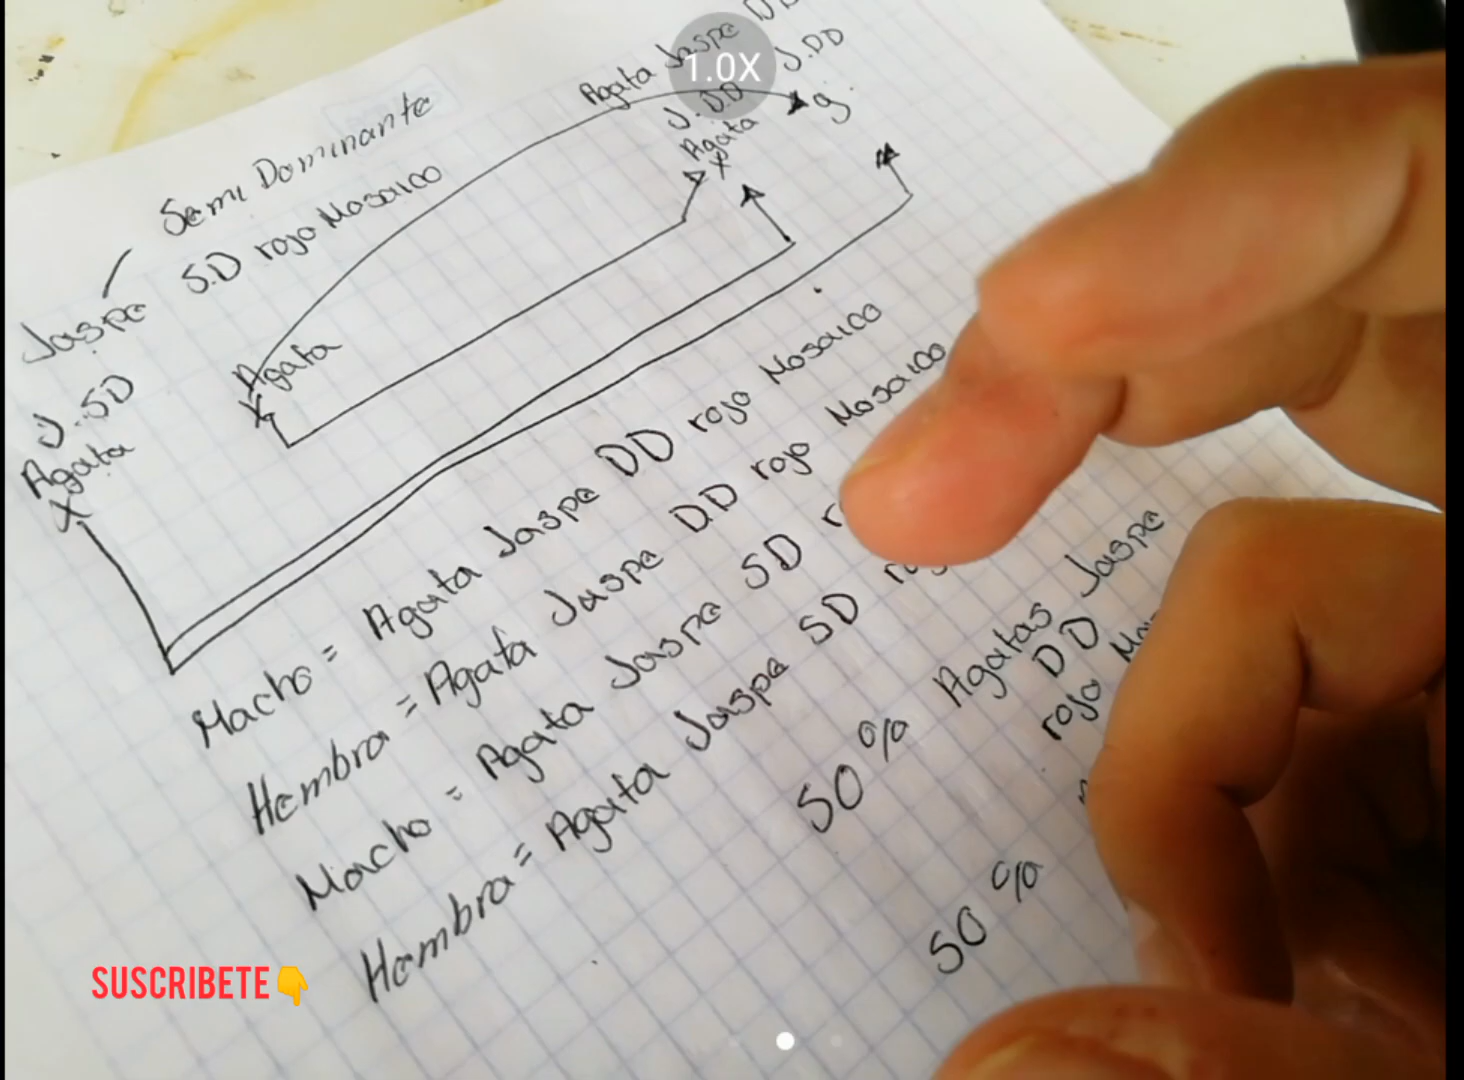 Semi Dominante
Jaspe S.D rojo Mosaico
Agata Jaspe DD
J.DD
J. DD
Agata
X
g
1.0X
J. SD
Agata
X
Agata
X
Macho = Agata Jaspe DD rojo Mosaico
Hembra = Agata Jaspe DD rojo Mosaico
Macho = Agata Jaspe SD
Hembra = Agata Jaspe SD
50 % Agatas Jaspe
DD
rojo
50 %
SUSCRIBETE👇